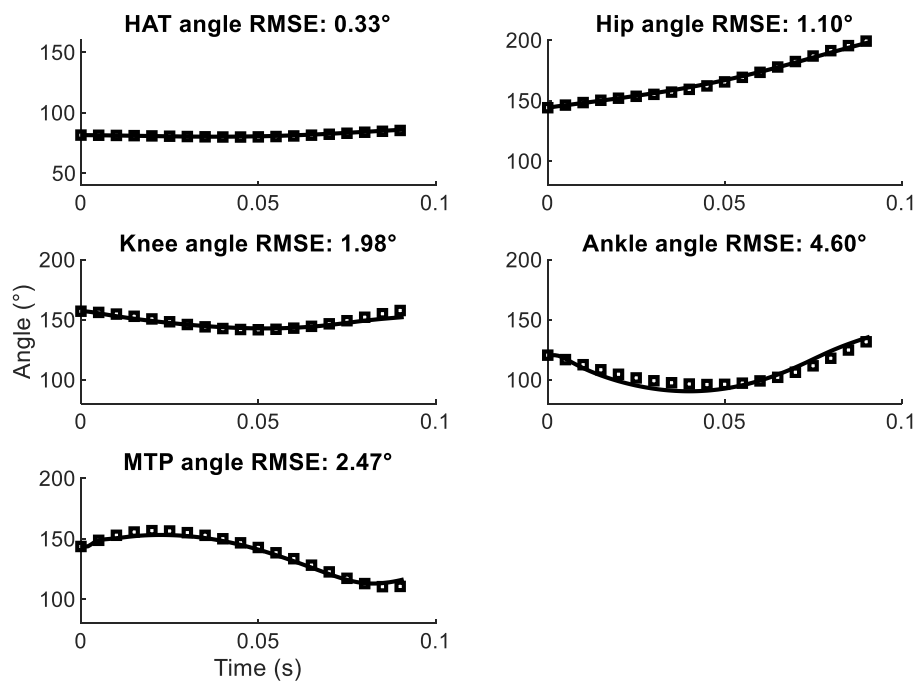 HAT angle RMSE: 0.33°
150
100
50
0 0.05 0.1
Hip angle RMSE: 1.10°
200
150
100
0 0.05 0.1
Knee angle RMSE: 1.98°
200
150
100
0 0.05 0.1
Angle (°)
Ankle angle RMSE: 4.60°
200
150
100
0 0.05 0.1
MTP angle RMSE: 2.47°
200
150
100
0 0.05 0.1
Time (s)